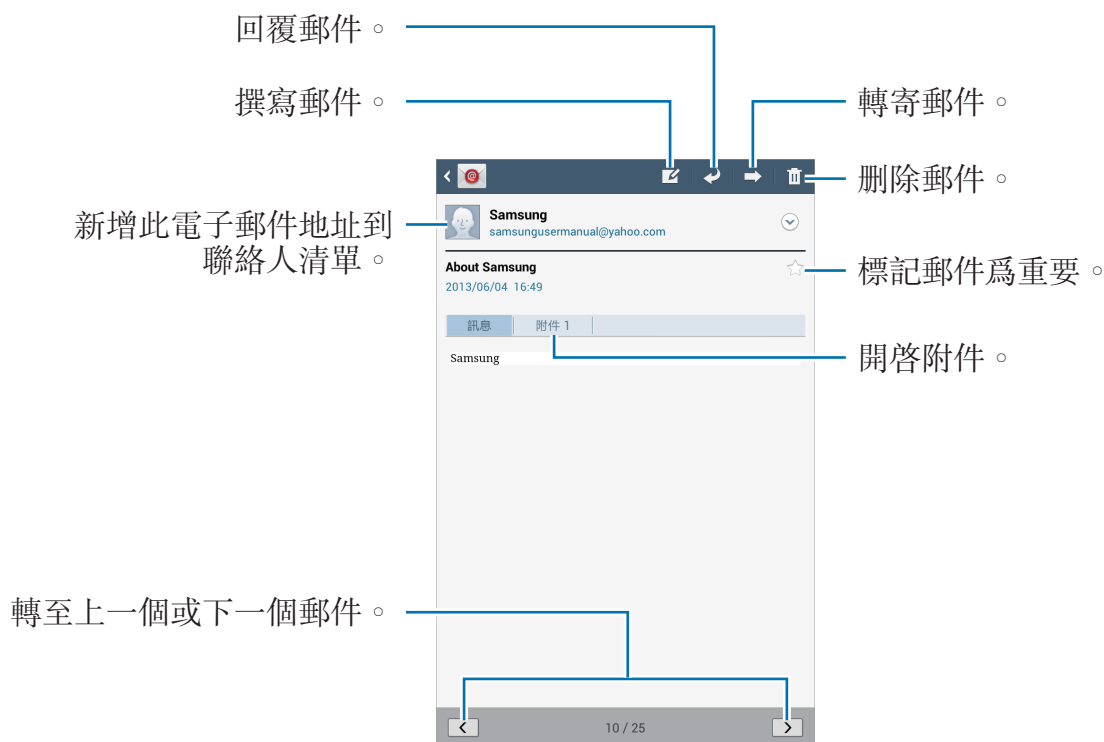 回覆郵件。
撰寫郵件。
轉寄郵件。
刪除郵件。
新增此電子郵件地址到
聯絡人清單。
Samsung
samsungusermanual@yahoo.com
About Samsung
2013/06/04 16:49
標記郵件爲重要。
訊息
附件 1
Samsung
開啓附件。
轉至上一個或下一個郵件。
10 / 25